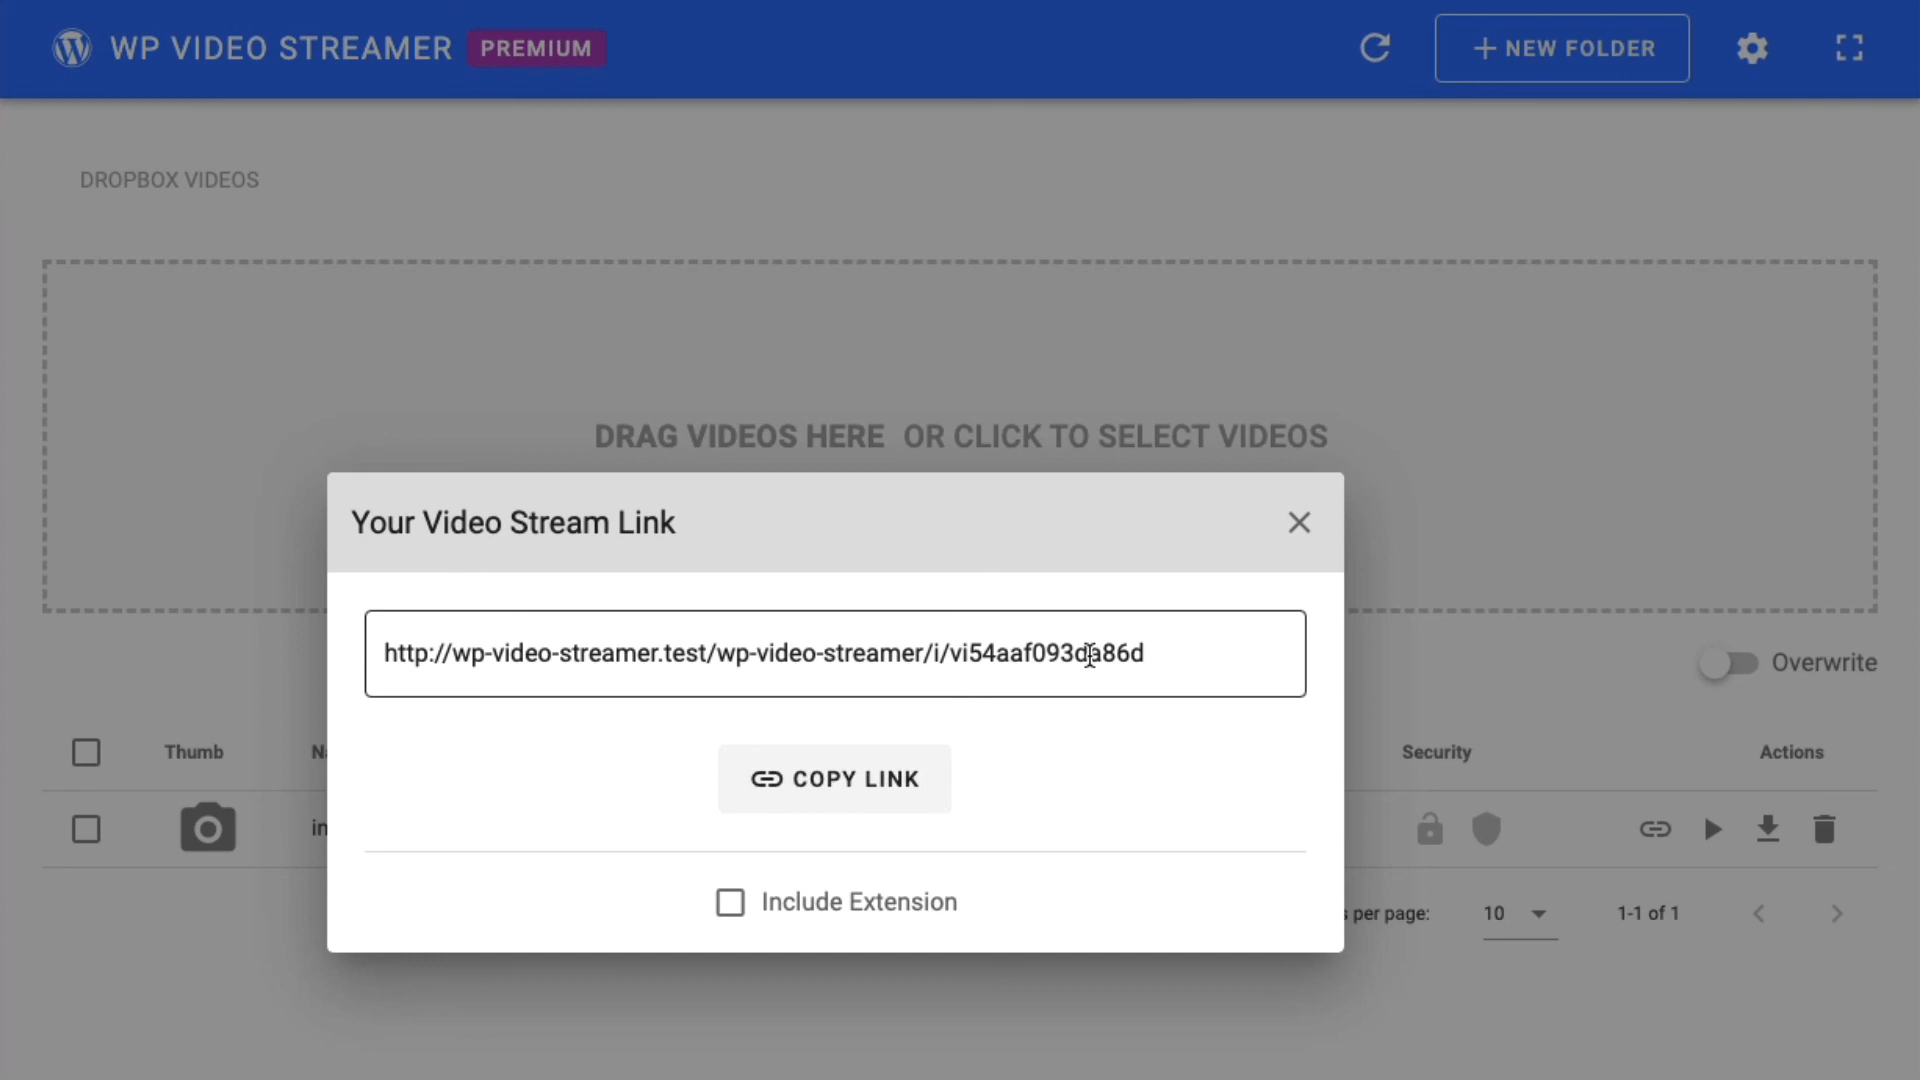 WP VIDEO STREAMER PREMIUM
NEW FOLDER
DROPBOX VIDEOS
DRAG VIDEOS HERE OR CLICK TO SELECT VIDEOS
Your Video Stream Link
http://wp-video-streamer.test/wp-video-streamer/i/vi54aaf093da86d
Overwrite
Thumb
Security
Actions
COPY LINK
Include Extension
per page:
10
1-1 of 1